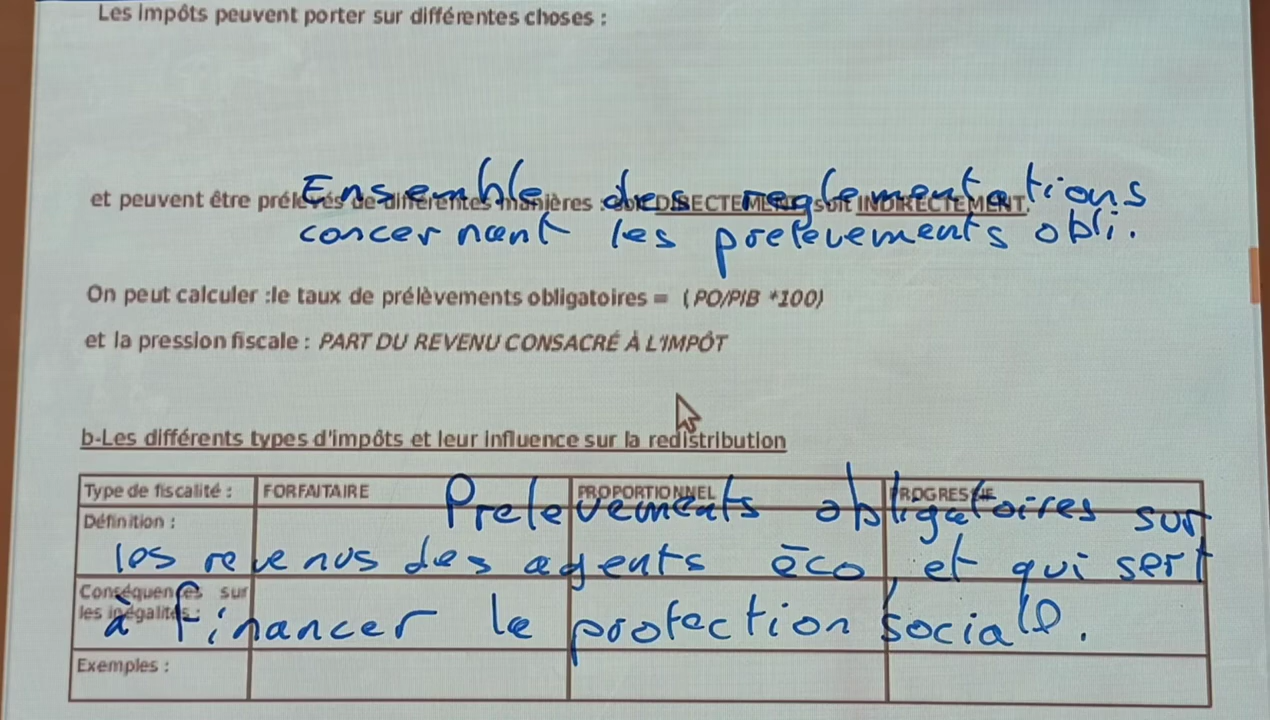 Les impôts peuvent porter sur différentes choses :
Ensemble des reglementations
et peuvent être prélevés de différentes manières : soit DIRECTEMENT soit INDIRECTEMENT.
concernant les prelevements obli.
On peut calculer :le taux de prélèvements obligatoires = (PO/PIB *100)
et la pression fiscale : PART DU REVENU CONSACRÉ À L'IMPÔT
b-Les différents types d'impôts et leur influence sur la redistribution
Type de fiscalité : FORFAITAIRE PROPORTIONNEL PROGRESSIF
Prelevements obligatoires sur
Définition :
les revenus des agents éco, et qui sert
Conséquences sur
les inégalités :
à financer la protection sociale.
Exemples :